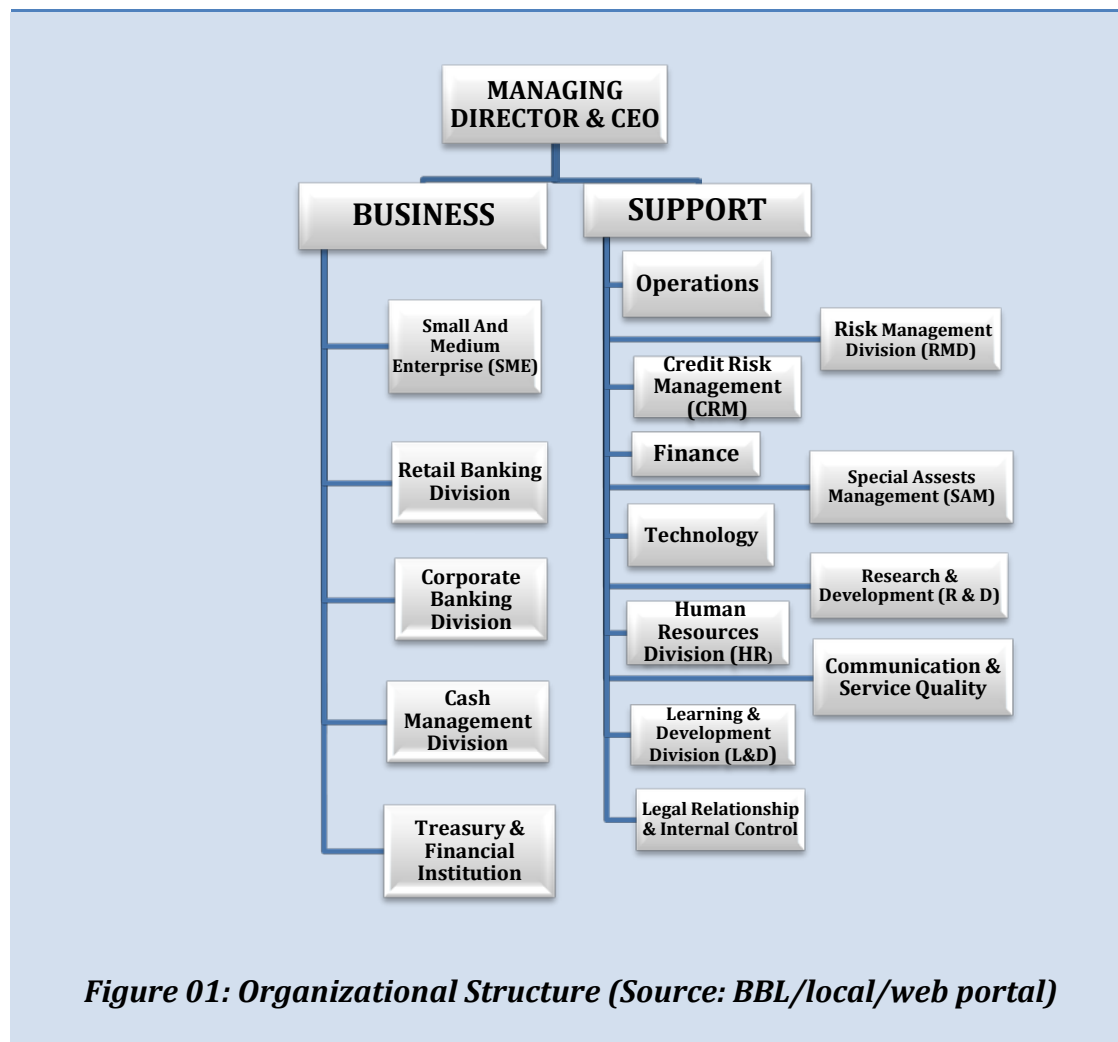 MANAGING
DIRECTOR & CEO
BUSINESS
SUPPORT
Small And
Medium
Enterprise (SME)
Retail Banking
Division
Corporate
Banking
Division
Cash
Management
Division
Treasury &
Financial
Institution
Operations
Risk Management
Division (RMD)
Credit Risk
Management
(CRM)
Finance
Special Assests
Management (SAM)
Technology
Research &
Development (R & D)
Human
Resources
Division (HR)
Communication &
Service Quality
Learning &
Development
Division (L&D)
Legal Relationship
& Internal Control
Figure 01: Organizational Structure (Source: BBL/local/web portal)